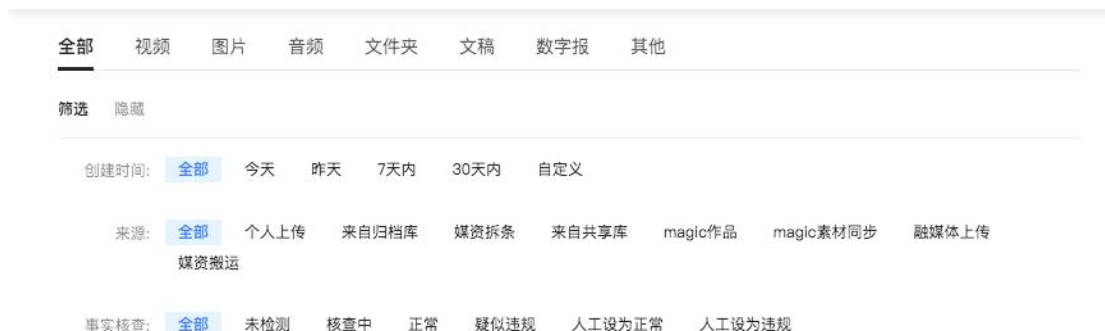 全部 视频 图片 音频 文件夹 文稿 数字报 其他
筛选 隐藏
创建时间: 全部 今天 昨天 7天内 30天内 自定义
来源: 全部 个人上传 来自归档库 媒资拆条 来自共享库 magic作品 magic素材同步 融媒体上传
媒资搬运
事实核查: 全部 未检测 核查中 正常 疑似违规 人工设为正常 人工设为违规